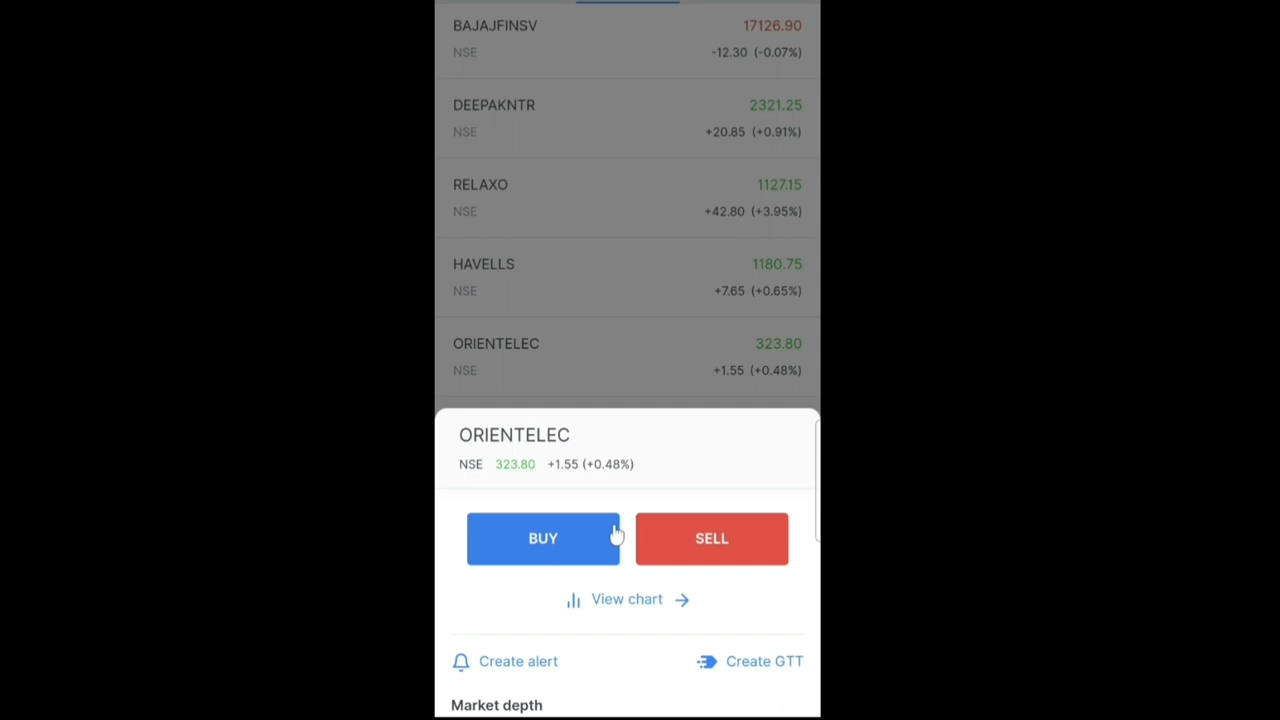 BAJAJFINSV 17126.90
NSE -12.30 (-0.07%)
DEEPAKNTR 2321.25
NSE +20.85 (+0.91%)
RELAXO 1127.15
NSE +42.80 (+3.95%)
HAVELLS 1180.75
NSE +7.65 (+0.65%)
ORIENTELEC 323.80
NSE +1.55 (+0.48%)
ORIENTELEC
NSE 323.80 +1.55 (+0.48%)
BUY SELL
View chart
Create alert Create GTT
Market depth